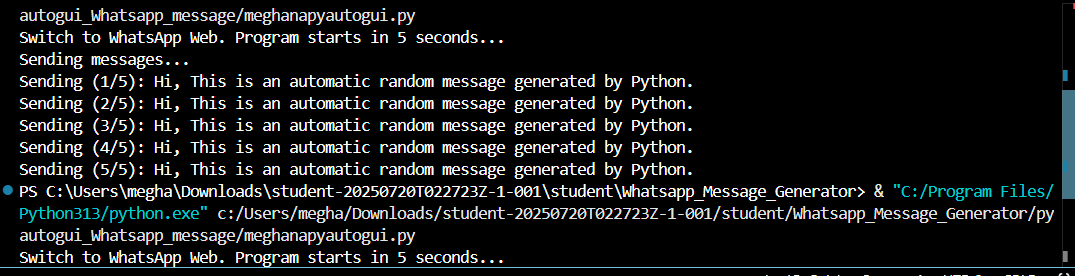 autogui_Whatsapp_message/meghanapyautogui.py
Switch to WhatsApp Web. Program starts in 5 seconds...
Sending messages...
Sending (1/5): Hi, This is an automatic random message generated by Python.
Sending (2/5): Hi, This is an automatic random message generated by Python.
Sending (3/5): Hi, This is an automatic random message generated by Python.
Sending (4/5): Hi, This is an automatic random message generated by Python.
Sending (5/5): Hi, This is an automatic random message generated by Python.
PS C:\Users\megha\Downloads\student-20250720T022723Z-1-001\student\Whatsapp_Message_Generator> & "C:/Program Files/
Python313/python.exe" c:/Users/megha/Downloads/student-20250720T022723Z-1-001/student/Whatsapp_Message_Generator/py
autogui_Whatsapp_message/meghanapyautogui.py
Switch to WhatsApp Web. Program starts in 5 seconds...